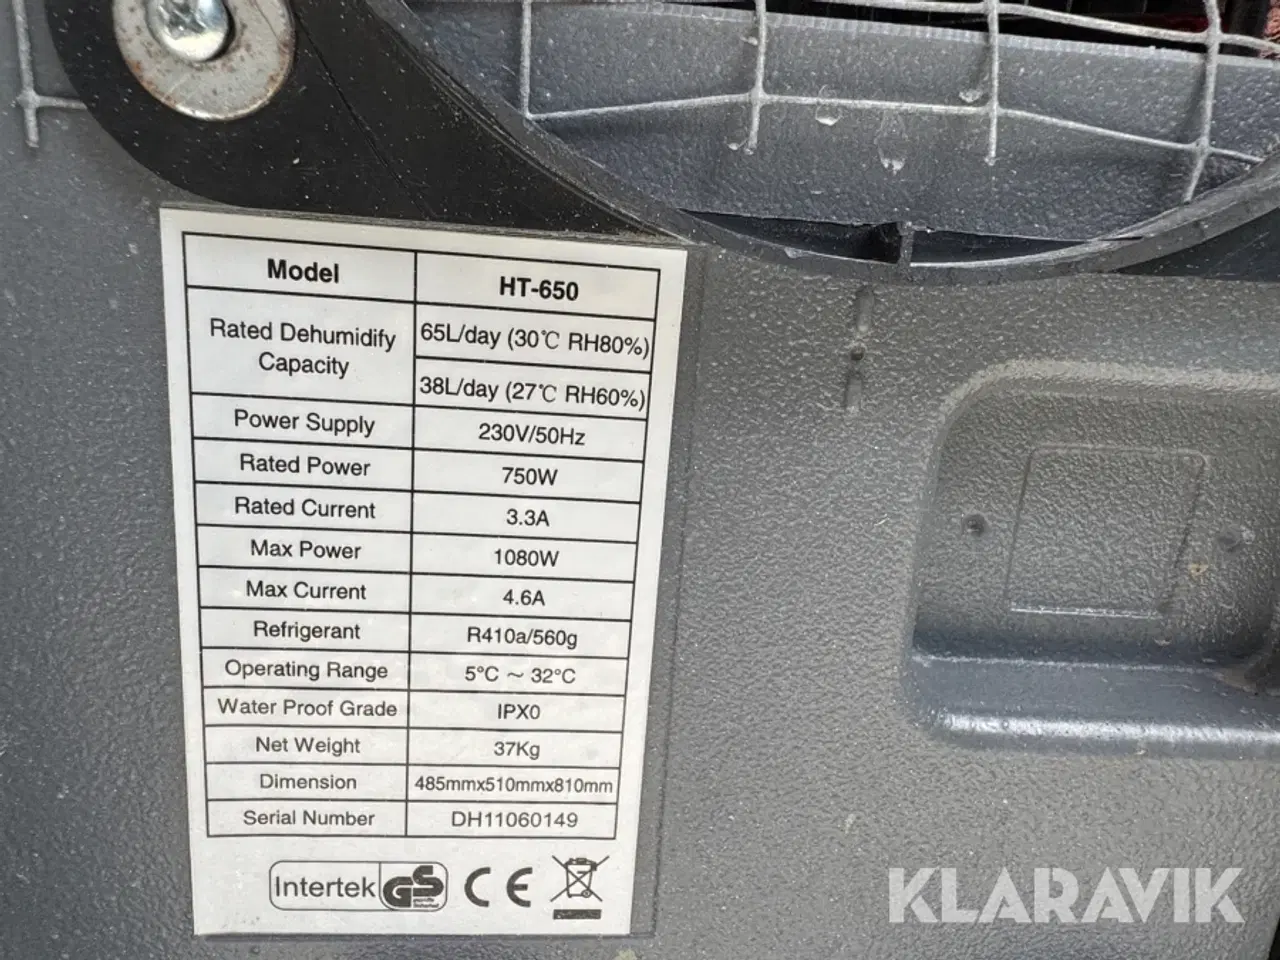 Model HT-650
Rated Dehumidify Capacity 65L/day (30℃ RH80%)
38L/day (27℃ RH60%)
Power Supply 230V/50Hz
Rated Power 750W
Rated Current 3.3A
Max Power 1080W
Max Current 4.6A
Refrigerant R410a/560g
Operating Range 5°C ~ 32°C
Water Proof Grade IPX0
Net Weight 37Kg
Dimension 485mmx510mmx810mm
Serial Number DH11060149
Intertek GS geprüfte Sicherheit CE
KLARAVIK